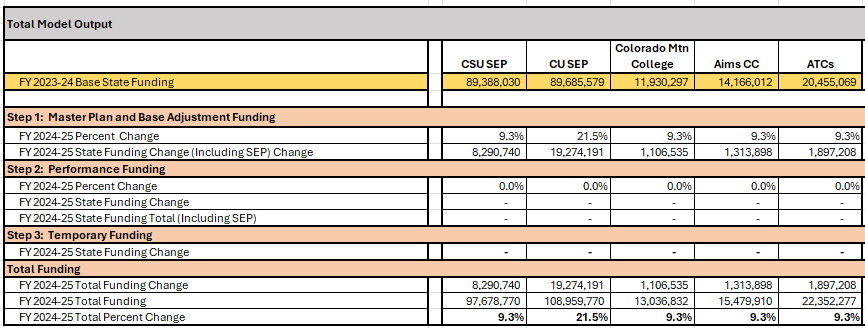 Total Model Output
CSU SEP CU SEP Colorado Mtn College Aims CC ATCs
FY 2023-24 Base State Funding 89,388,030 89,685,579 11,930,297 14,166,012 20,455,069
Step 1: Master Plan and Base Adjustment Funding
FY 2024-25 Percent Change 9.3% 21.5% 9.3% 9.3% 9.3%
FY 2024-25 State Funding Change (Including SEP) Change 8,290,740 19,274,191 1,106,535 1,313,898 1,897,208
Step 2: Performance Funding
FY 2024-25 Percent Change 0.0% 0.0% 0.0% 0.0% 0.0%
FY 2024-25 State Funding Change - - - - -
FY 2024-25 State Funding Total (Including SEP) - - - - -
Step 3: Temporary Funding
FY 2024-25 State Funding Change - - - - -
Total Funding
FY 2024-25 Total Funding Change 8,290,740 19,274,191 1,106,535 1,313,898 1,897,208
FY 2024-25 Total Funding 97,678,770 108,959,770 13,036,832 15,479,910 22,352,277
FY 2024-25 Total Percent Change 9.3% 21.5% 9.3% 9.3% 9.3%